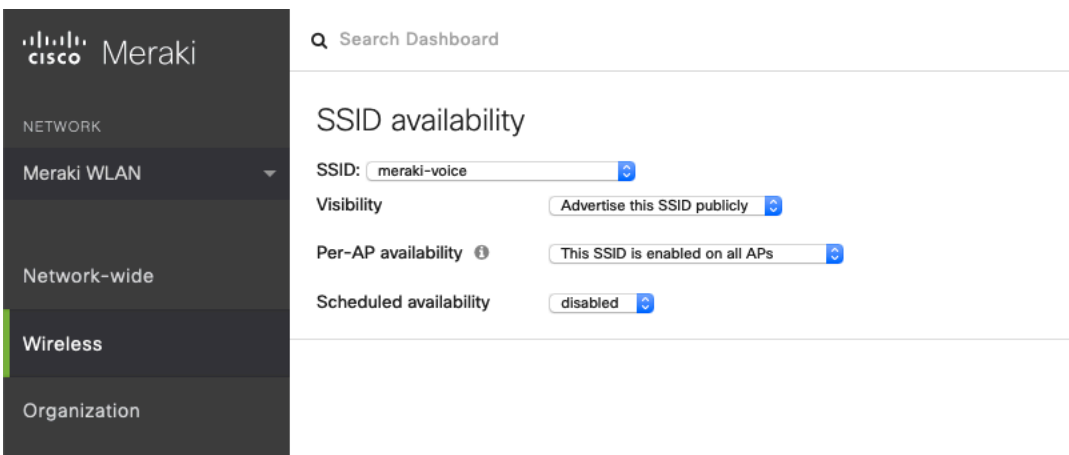 cisco Meraki
NETWORK
Meraki WLAN
Network-wide
Wireless
Organization
Search Dashboard
SSID availability
SSID: meraki-voice
Visibility Advertise this SSID publicly
Per-AP availability This SSID is enabled on all APs
Scheduled availability disabled